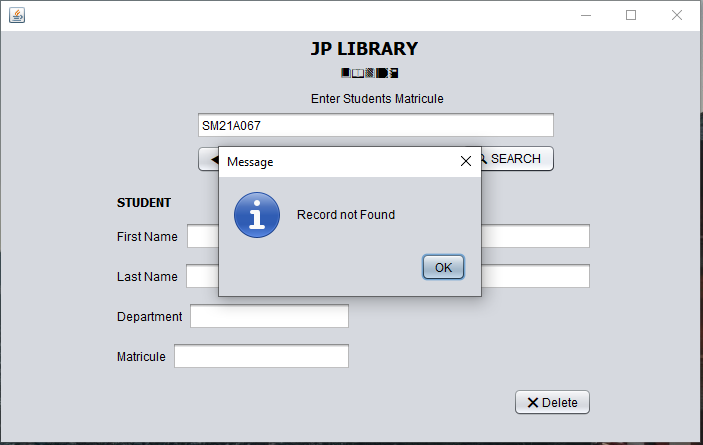 JP LIBRARY
Enter Students Matricule
SM21A067
SEARCH
Message
Record not Found
OK
STUDENT
First Name
Last Name
Department
Matricule
Delete